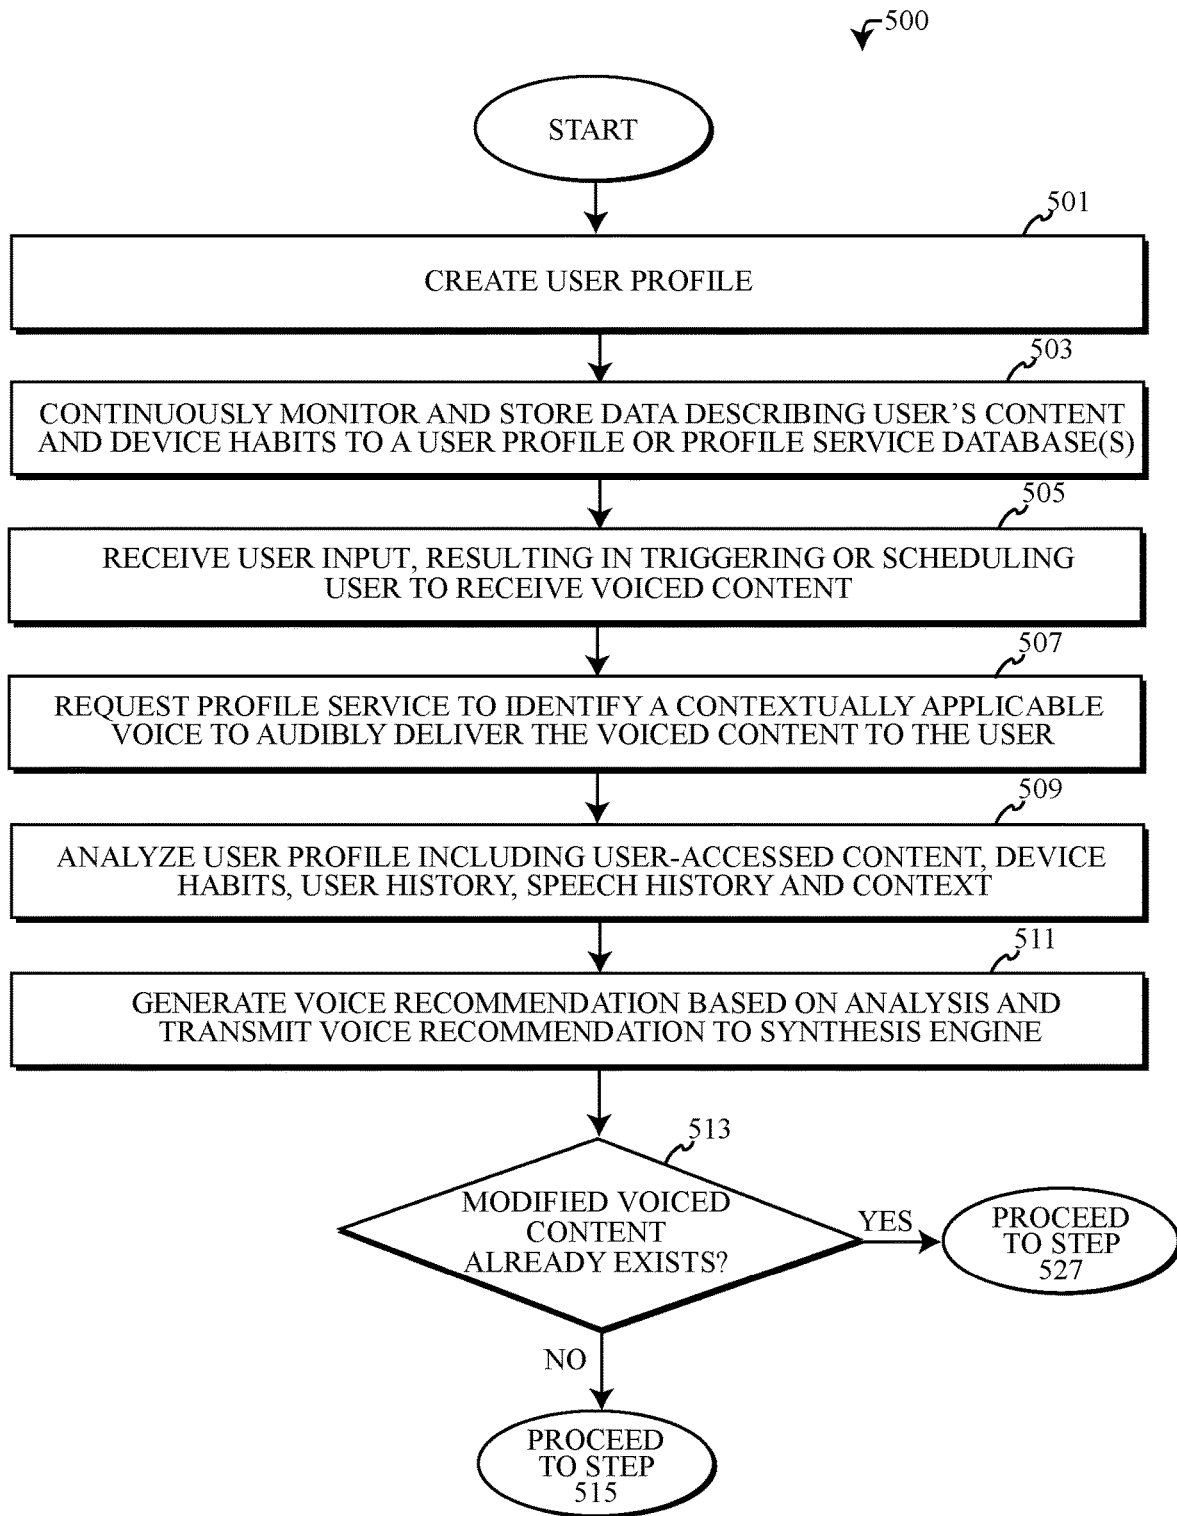 500
START
501
CREATE USER PROFILE
503
CONTINUOUSLY MONITOR AND STORE DATA DESCRIBING USER'S CONTENT
AND DEVICE HABITS TO A USER PROFILE OR PROFILE SERVICE DATABASE(S)
505
RECEIVE USER INPUT, RESULTING IN TRIGGERING OR SCHEDULING
USER TO RECEIVE VOICED CONTENT
507
REQUEST PROFILE SERVICE TO IDENTIFY A CONTEXTUALLY APPLICABLE
VOICE TO AUDIBLY DELIVER THE VOICED CONTENT TO THE USER
509
ANALYZE USER PROFILE INCLUDING USER-ACCESSED CONTENT, DEVICE
HABITS, USER HISTORY, SPEECH HISTORY AND CONTEXT
511
GENERATE VOICE RECOMMENDATION BASED ON ANALYSIS AND
TRANSMIT VOICE RECOMMENDATION TO SYNTHESIS ENGINE
513
MODIFIED VOICED
CONTENT
ALREADY EXISTS?
YES
PROCEED
TO STEP
527
NO
PROCEED
TO STEP
515